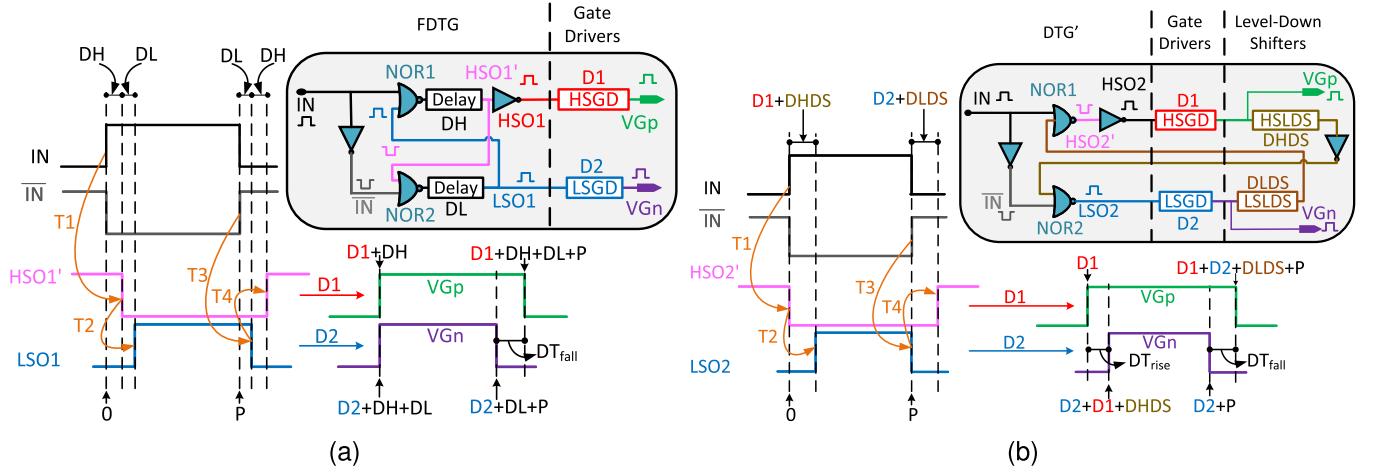 FDTG
Gate
Drivers
DH
DL
DL
DH
IN
NOR1
Delay
DH
HSO1'
HSO1
D1
HSGD
VGp
IN
NOR2
Delay
DL
LSO1
D2
LSGD
VGn
IN
IN
T1
HSO1'
T2
T3
T4
LSO1
0
P
D1
D2
D1+DH
D1+DH+DL+P
VGp
VGn
DTfall
D2+DH+DL
D2+DL+P
(a)
DTG'
Gate
Drivers
Level-Down
Shifters
D1+DHDS
D2+DLDS
IN
NOR1
HSO2
HSO2'
D1
HSGD
VGp
HSLDS
DHDS
IN
NOR2
LSO2
LSGD
D2
DLDS
LSLDS
VGn
IN
IN
T1
HSO2'
T2
T3
T4
LSO2
0
P
D1
D2
D1
D1+D2+DLDS+P
VGp
VGn
DTrise
DTfall
D2+D1+DHDS
D2+P
(b)